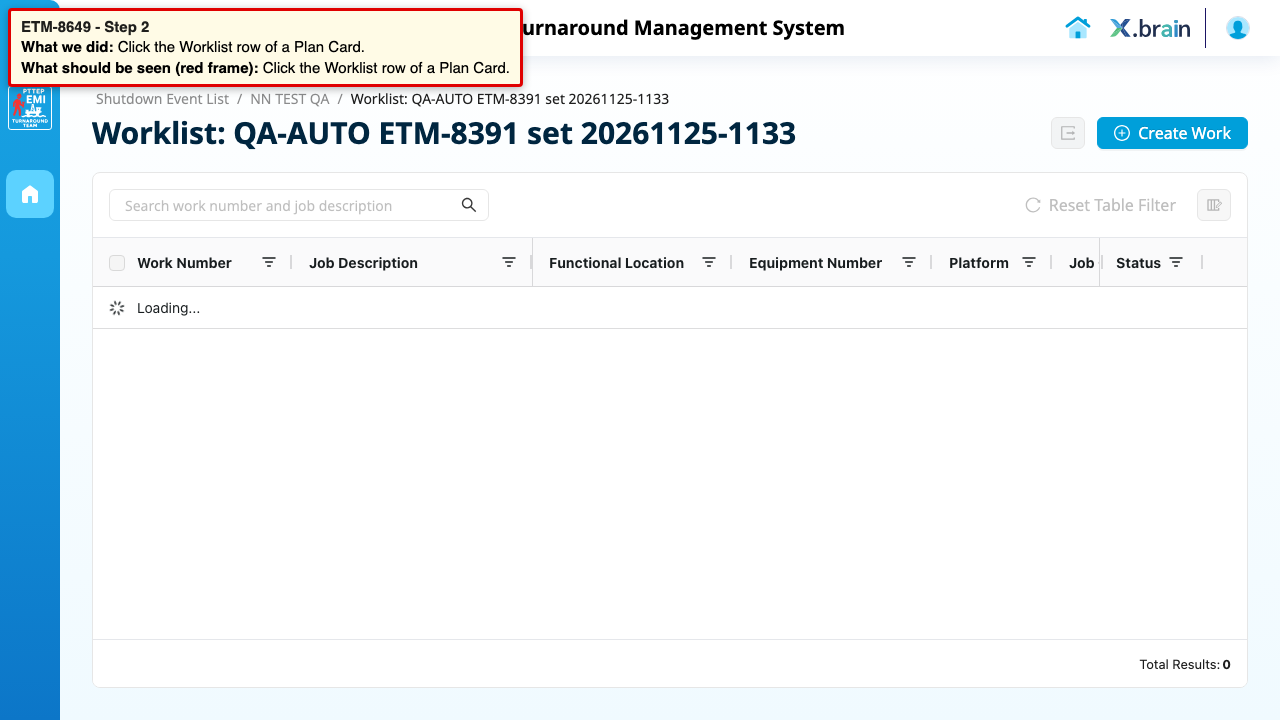 ETM-8649 - Step 2
What we did: Click the Worklist row of a Plan Card.
What should be seen (red frame): Click the Worklist row of a Plan Card.
urnaround Management System
X.brain
PTTEP
EMI
TURNAROUND
TEAM
Shutdown Event List / NN TEST QA / Worklist: QA-AUTO ETM-8391 set 20261125-1133
Worklist: QA-AUTO ETM-8391 set 20261125-1133
Create Work
Search work number and job description
Reset Table Filter
Work Number Job Description Functional Location Equipment Number Platform Job Status
Loading...
Total Results: 0